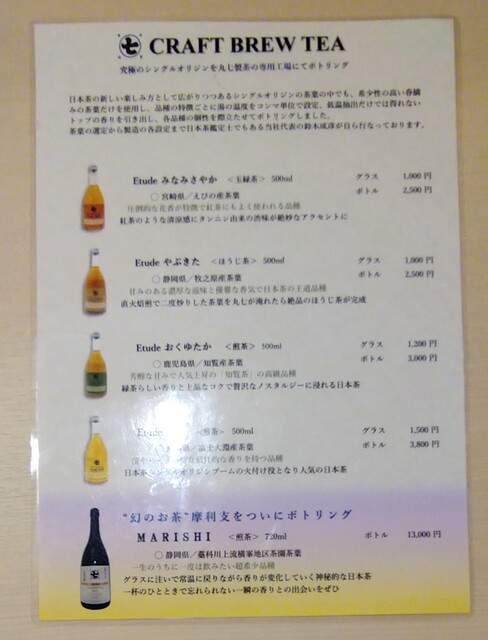 七 CRAFT BREW TEA
究極のシングルオリジンを丸七製茶の専用工場にてボトリング
日本茶の新しい楽しみ方として広がりつつあるシングルオリジンの茶葉の中でも、希少性の高い春摘
みの茶葉だけを使用し、品種の特徴ごとに湯の温度をコンマ単位で設定、低温抽出だけでは得れない
トップの香りを引き出し、各品種の個性を際立たせてボトリングしました。
茶葉の選定から製造の各設定まで日本茶鑑定士でもある当社代表の鈴木成彦が自ら行なっております。
Etude みなみさやか <玉緑茶> 500ml グラス 1,000 円
〇 宮崎県/えびの産茶葉 ボトル 2,500 円
圧倒的な花香が特徴で紅茶にもよく使われる品種
紅茶のような清涼感にタンニン由来の渋味が絶妙なアクセントに
Etude やぶきた <ほうじ茶> 500ml グラス 1,000 円
〇 静岡県/牧之原産茶葉 ボトル 2,500 円
甘みのある濃厚な滋味と優雅な香気で日本茶の王道品種
直火焙煎で二度炒りした茶葉を丸七が淹れたら絶品のほうじ茶が完成
Etude おくゆたか <煎茶> 500ml グラス 1,200 円
〇 鹿児島県/知覧産茶葉 ボトル 3,000 円
芳醇な甘みで人気上昇の「知覧茶」の高級品種
緑茶らしい香りと上品なコクで贅沢なノスタルジーに浸れる日本茶
Etude <煎茶> 500ml グラス 1,500 円
/富士大淵産茶葉 ボトル 3,800 円
な香りを持つ品種
日本茶シングルオリジンブームの火付け役となり人気の日本茶
“幻のお茶”摩利支をついにボトリング
MARISHI <煎茶> 720ml ボトル 13,000 円
〇 静岡県/藁科川上流横峯地区茶園茶葉
一生のうちに一度は飲みたい超希少品種
グラスに注いで常温に戻りながら香りが変化していく神秘的な日本茶
一杯のひとときで忘れられない一瞬の香りとの出会いをぜひ